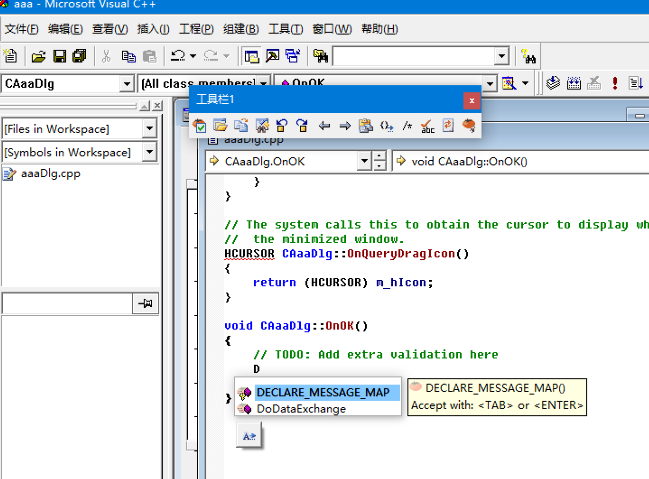 aaa - Microsoft Visual C++
文件(F) 编辑(E) 查看(V) 插入(I) 工程(P) 组建(B) 工具(T) 窗口(W) 帮助(H)
CAaaDlg
[All class members]
OnOK
工具栏1
{}
/*
abc
[Files in Workspace]
[Symbols in Workspace]
aaaDlg.cpp
aaaDlg.cpp
CAaaDlg.OnOK
void CAaaDlg::OnOK()
}
}
// The system calls this to obtain the cursor to display
// the minimized window.
HCURSOR CAaaDlg::OnQueryDragIcon()
{
return (HCURSOR) m_hIcon;
}
void CAaaDlg::OnOK()
{
// TODO: Add extra validation here
D
}
DECLARE_MESSAGE_MAP
DoDataExchange
DECLARE_MESSAGE_MAP()
Accept with: <TAB> or <ENTER>